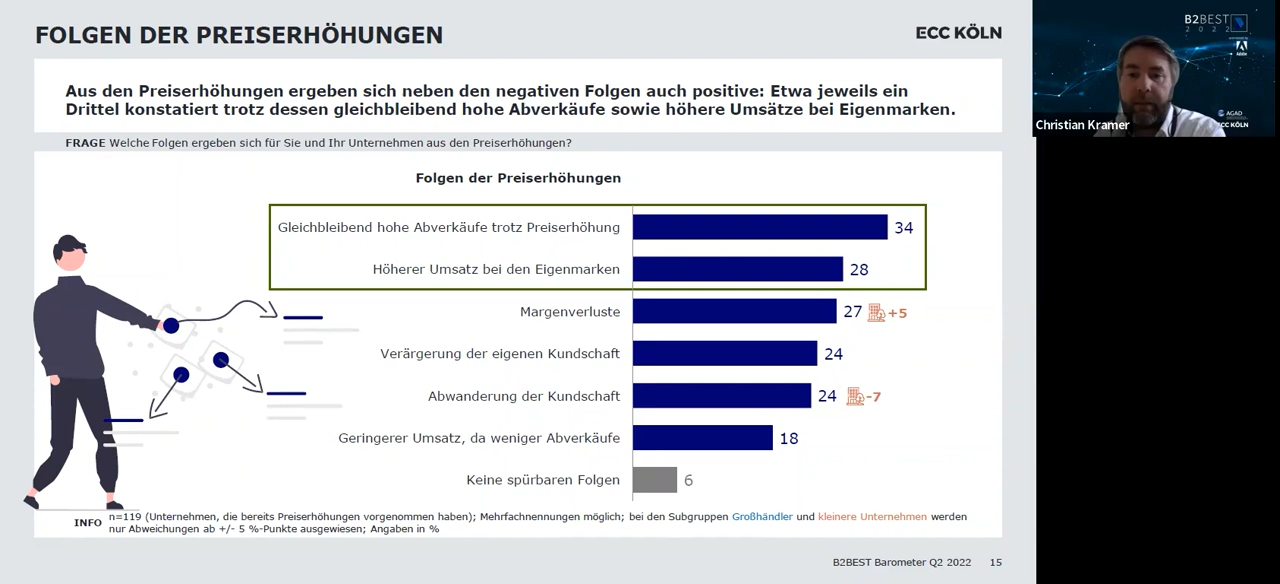 FOLGEN DER PREISERHÖHUNGEN
ECC KÖLN
Aus den Preiserhöhungen ergeben sich neben den negativen Folgen auch positive: Etwa jeweils ein
Drittel konstatiert trotz dessen gleichbleibend hohe Abverkäufe sowie höhere Umsätze bei Eigenmarken.
FRAGE Welche Folgen ergeben sich für Sie und Ihr Unternehmen aus den Preiserhöhungen?
Folgen der Preiserhöhungen
Gleichbleibend hohe Abverkäufe trotz Preiserhöhung 34
Höherer Umsatz bei den Eigenmarken 28
Margenverluste 27 +5
Verärgerung der eigenen Kundschaft 24
Abwanderung der Kundschaft 24 -7
Geringerer Umsatz, da weniger Abverkäufe 18
Keine spürbaren Folgen 6
INFO n=119 (Unternehmen, die bereits Preiserhöhungen vorgenommen haben); Mehrfachnennungen möglich; bei den Subgruppen Großhändler und kleinere Unternehmen werden
nur Abweichungen ab +/- 5 %-Punkte ausgewiesen; Angaben in %
B2BEST Barometer Q2 2022 15
B2BEST
2022
Adobe
AGAD
ECC KÖLN
Christian Kramer